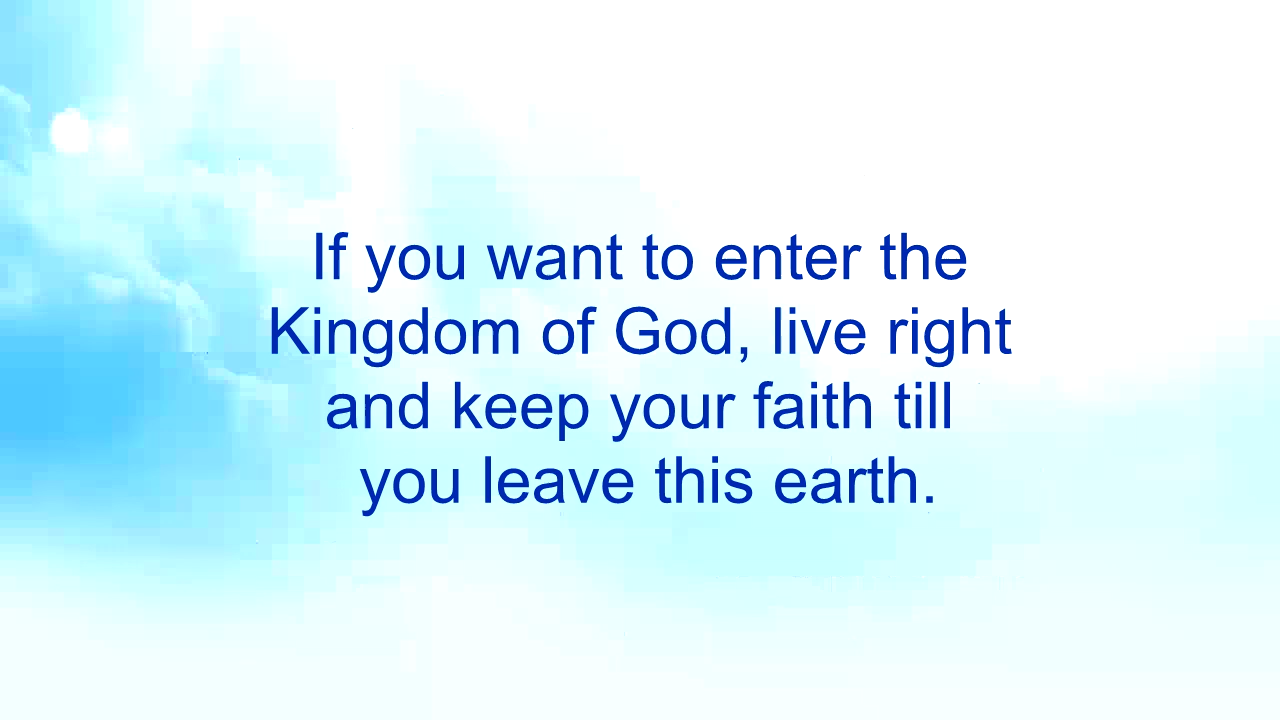 If you want to enter the
Kingdom of God, live right
and keep your faith till
you leave this earth.